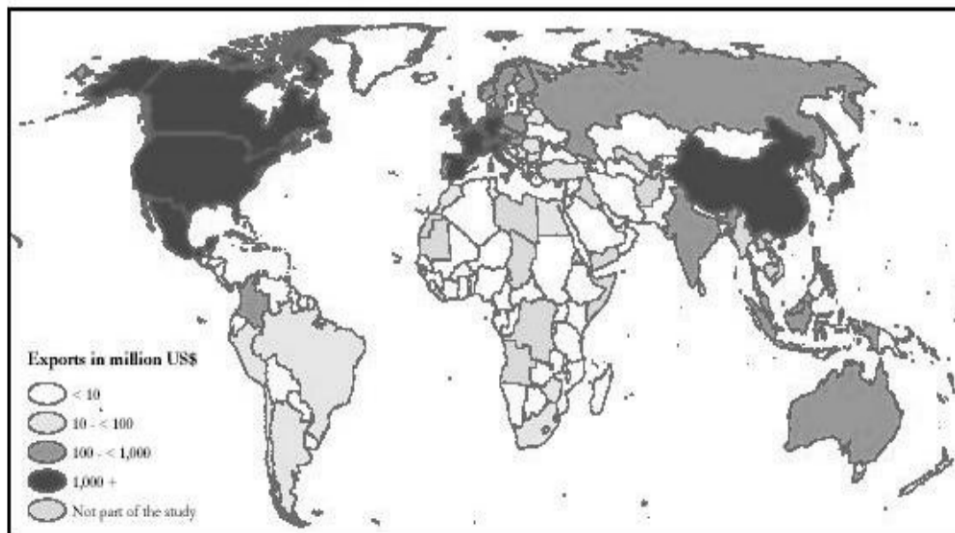 Exports in million US$
< 10
10 - < 100
100 - < 1,000
1,000 +
Not part of the study